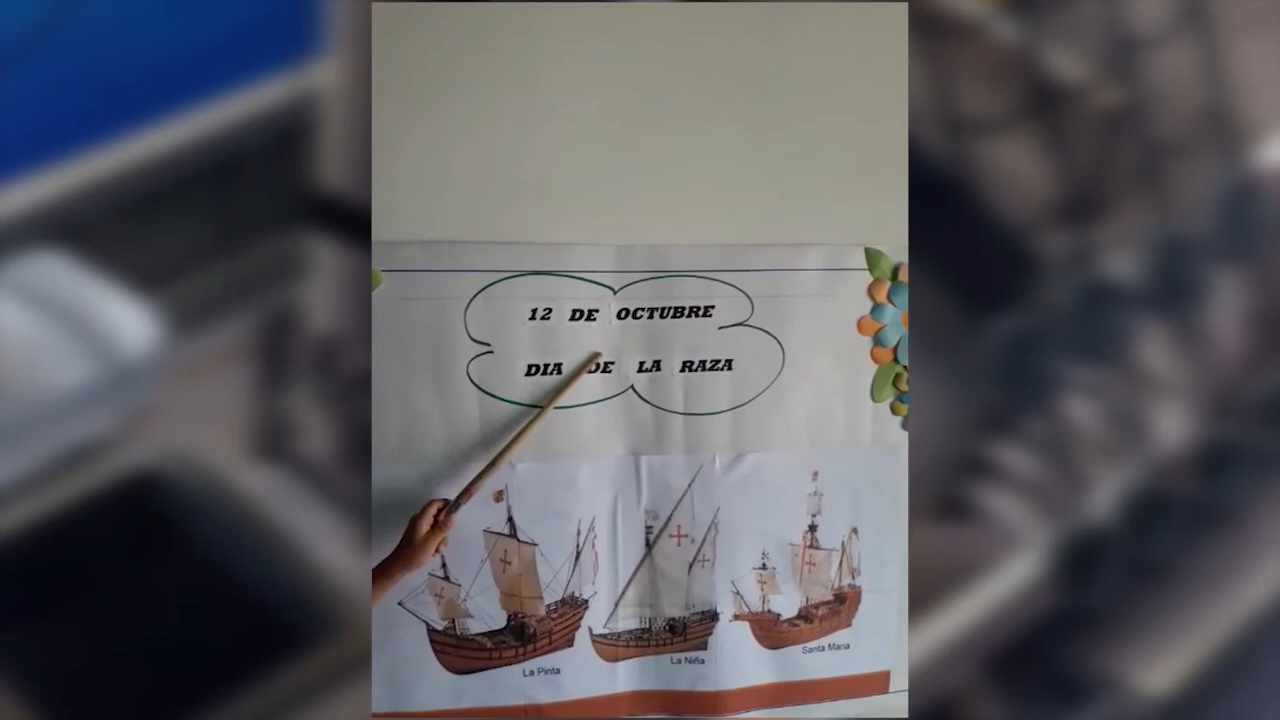 12 DE OCTUBRE
DIA DE LA RAZA
La Pinta
La Niña
Santa Maria